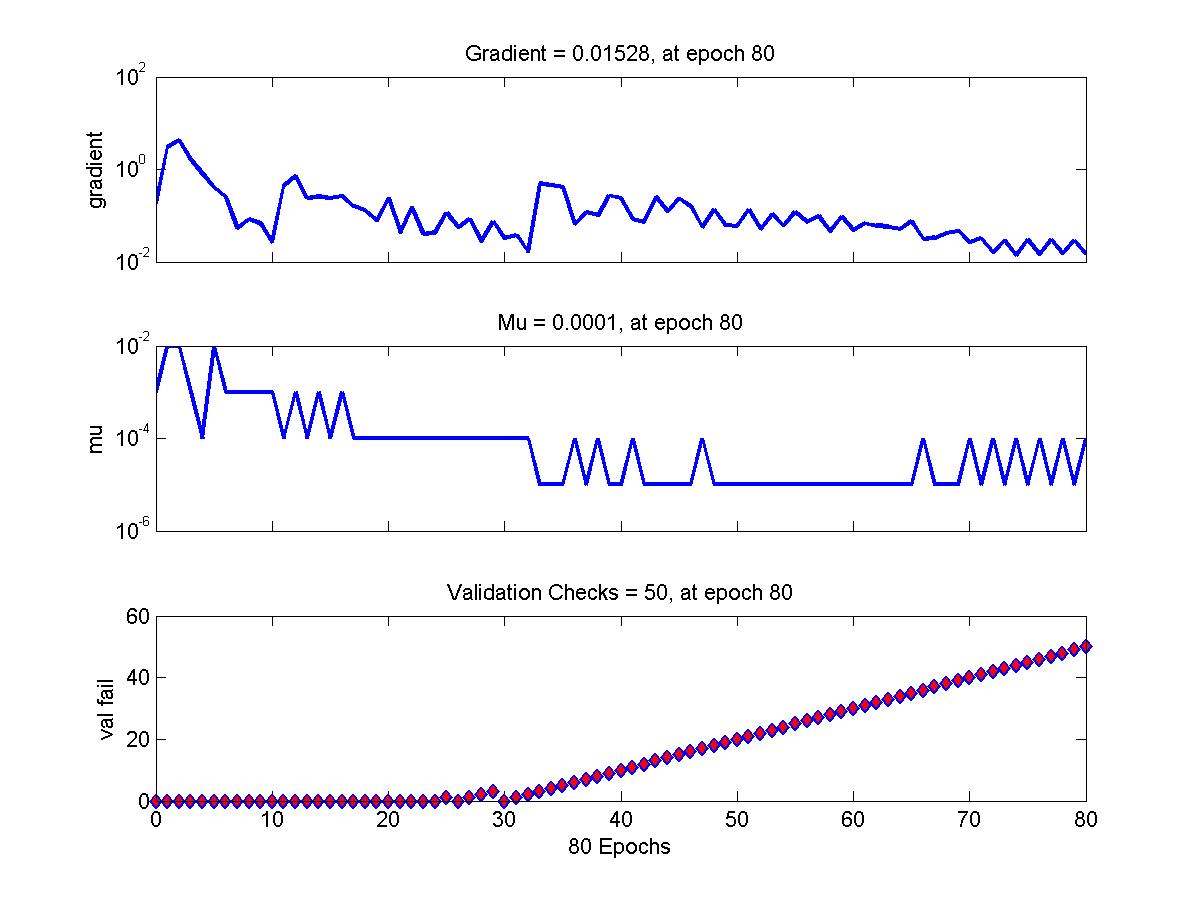 Gradient = 0.01528, at epoch 80
10^2
10^0
10^-2
gradient
Mu = 0.0001, at epoch 80
10^-2
10^-4
10^-6
mu
Validation Checks = 50, at epoch 80
60
40
20
0
val fail
0 10 20 30 40 50 60 70 80
80 Epochs